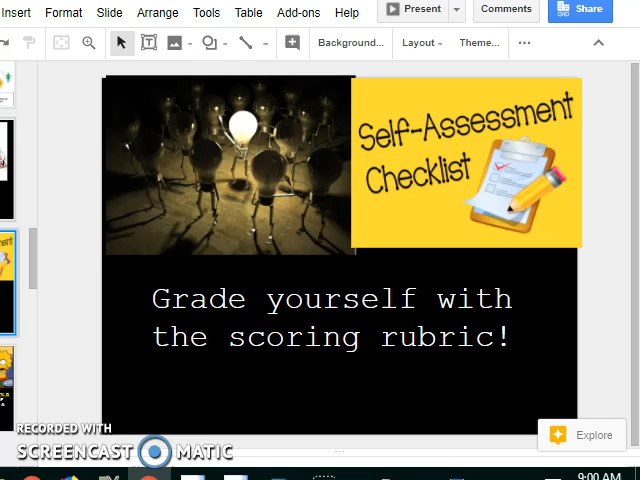 Insert Format Slide Arrange Tools Table Add-ons Help
Present Comments Share
Background... Layout Theme...
Self-Assessment
Checklist
Grade yourself with
the scoring rubric!
RECORDED WITH
SCREENCAST MATIC
Explore
9:00 AM